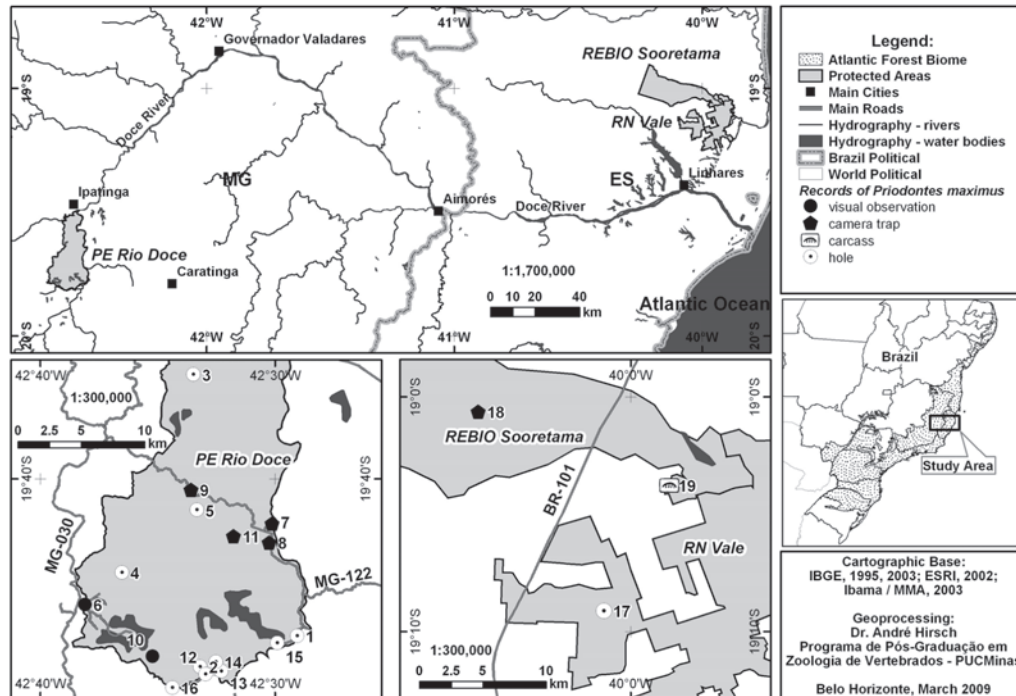 42°W
41°W
40°W
Governador Valadares
REBIO Sooretama
19°S
19°S
Doce River
RN Vale
MG
ES
Linhares
Ipatinga
Aimorés
Doce/River
PE Rio Doce
Caratinga
1:1,700,000
0 10 20 40
km
Atlantic Ocean
42°W
41°W
40°W
20°S
20°S
Legend:
Atlantic Forest Biome
Protected Areas
Main Cities
Main Roads
Hydrography - rivers
Hydrography - water bodies
Brazil Political
World Political
Records of Priodontes maximus
visual observation
camera trap
carcass
hole
42°40'W
42°30'W
3
1:300,000
0 2.5 5 10
km
PE Rio Doce
19°40'S
9
5
7
11
8
MG-030
4
MG-122
6
10
1
15
12
14
2
13
16
42°40'W
42°30'W
40°0'W
19°0'S
18
REBIO Sooretama
19°40'S
BR-101
19
RN Vale
17
19°10'S
1:300,000
0 2.5 5 10
km
40°0'W
19°10'S
Brazil
Study Area
Cartographic Base:
IBGE, 1995, 2003; ESRI, 2002;
Ibama / MMA, 2003
Geoprocessing:
Dr. André Hirsch
Programa de Pós-Graduação em
Zoologia de Vertebrados - PUCMinas
Belo Horizonte, March 2009